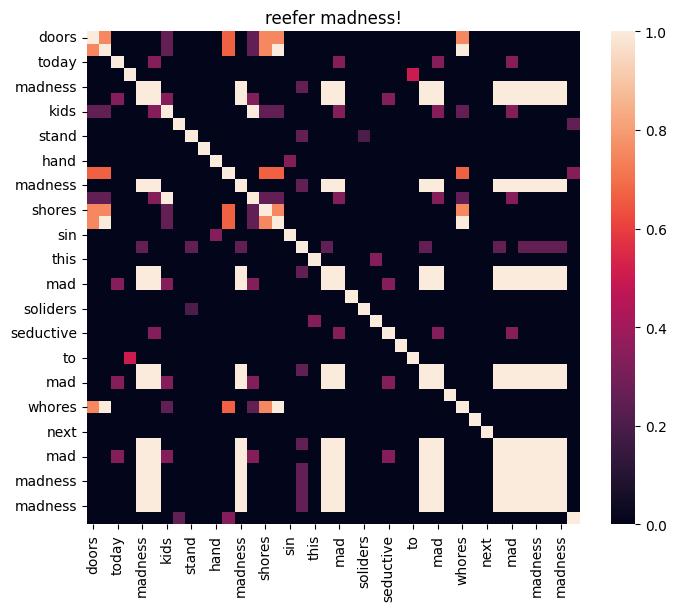 reefer madness!
doors
today
madness
kids
stand
hand
madness
shores
sin
this
mad
soliders
seductive
to
mad
whores
next
mad
madness
madness
doors
today
madness
kids
stand
hand
madness
shores
sin
this
mad
soliders
seductive
to
mad
whores
next
mad
madness
madness
1.0
0.8
0.6
0.4
0.2
0.0